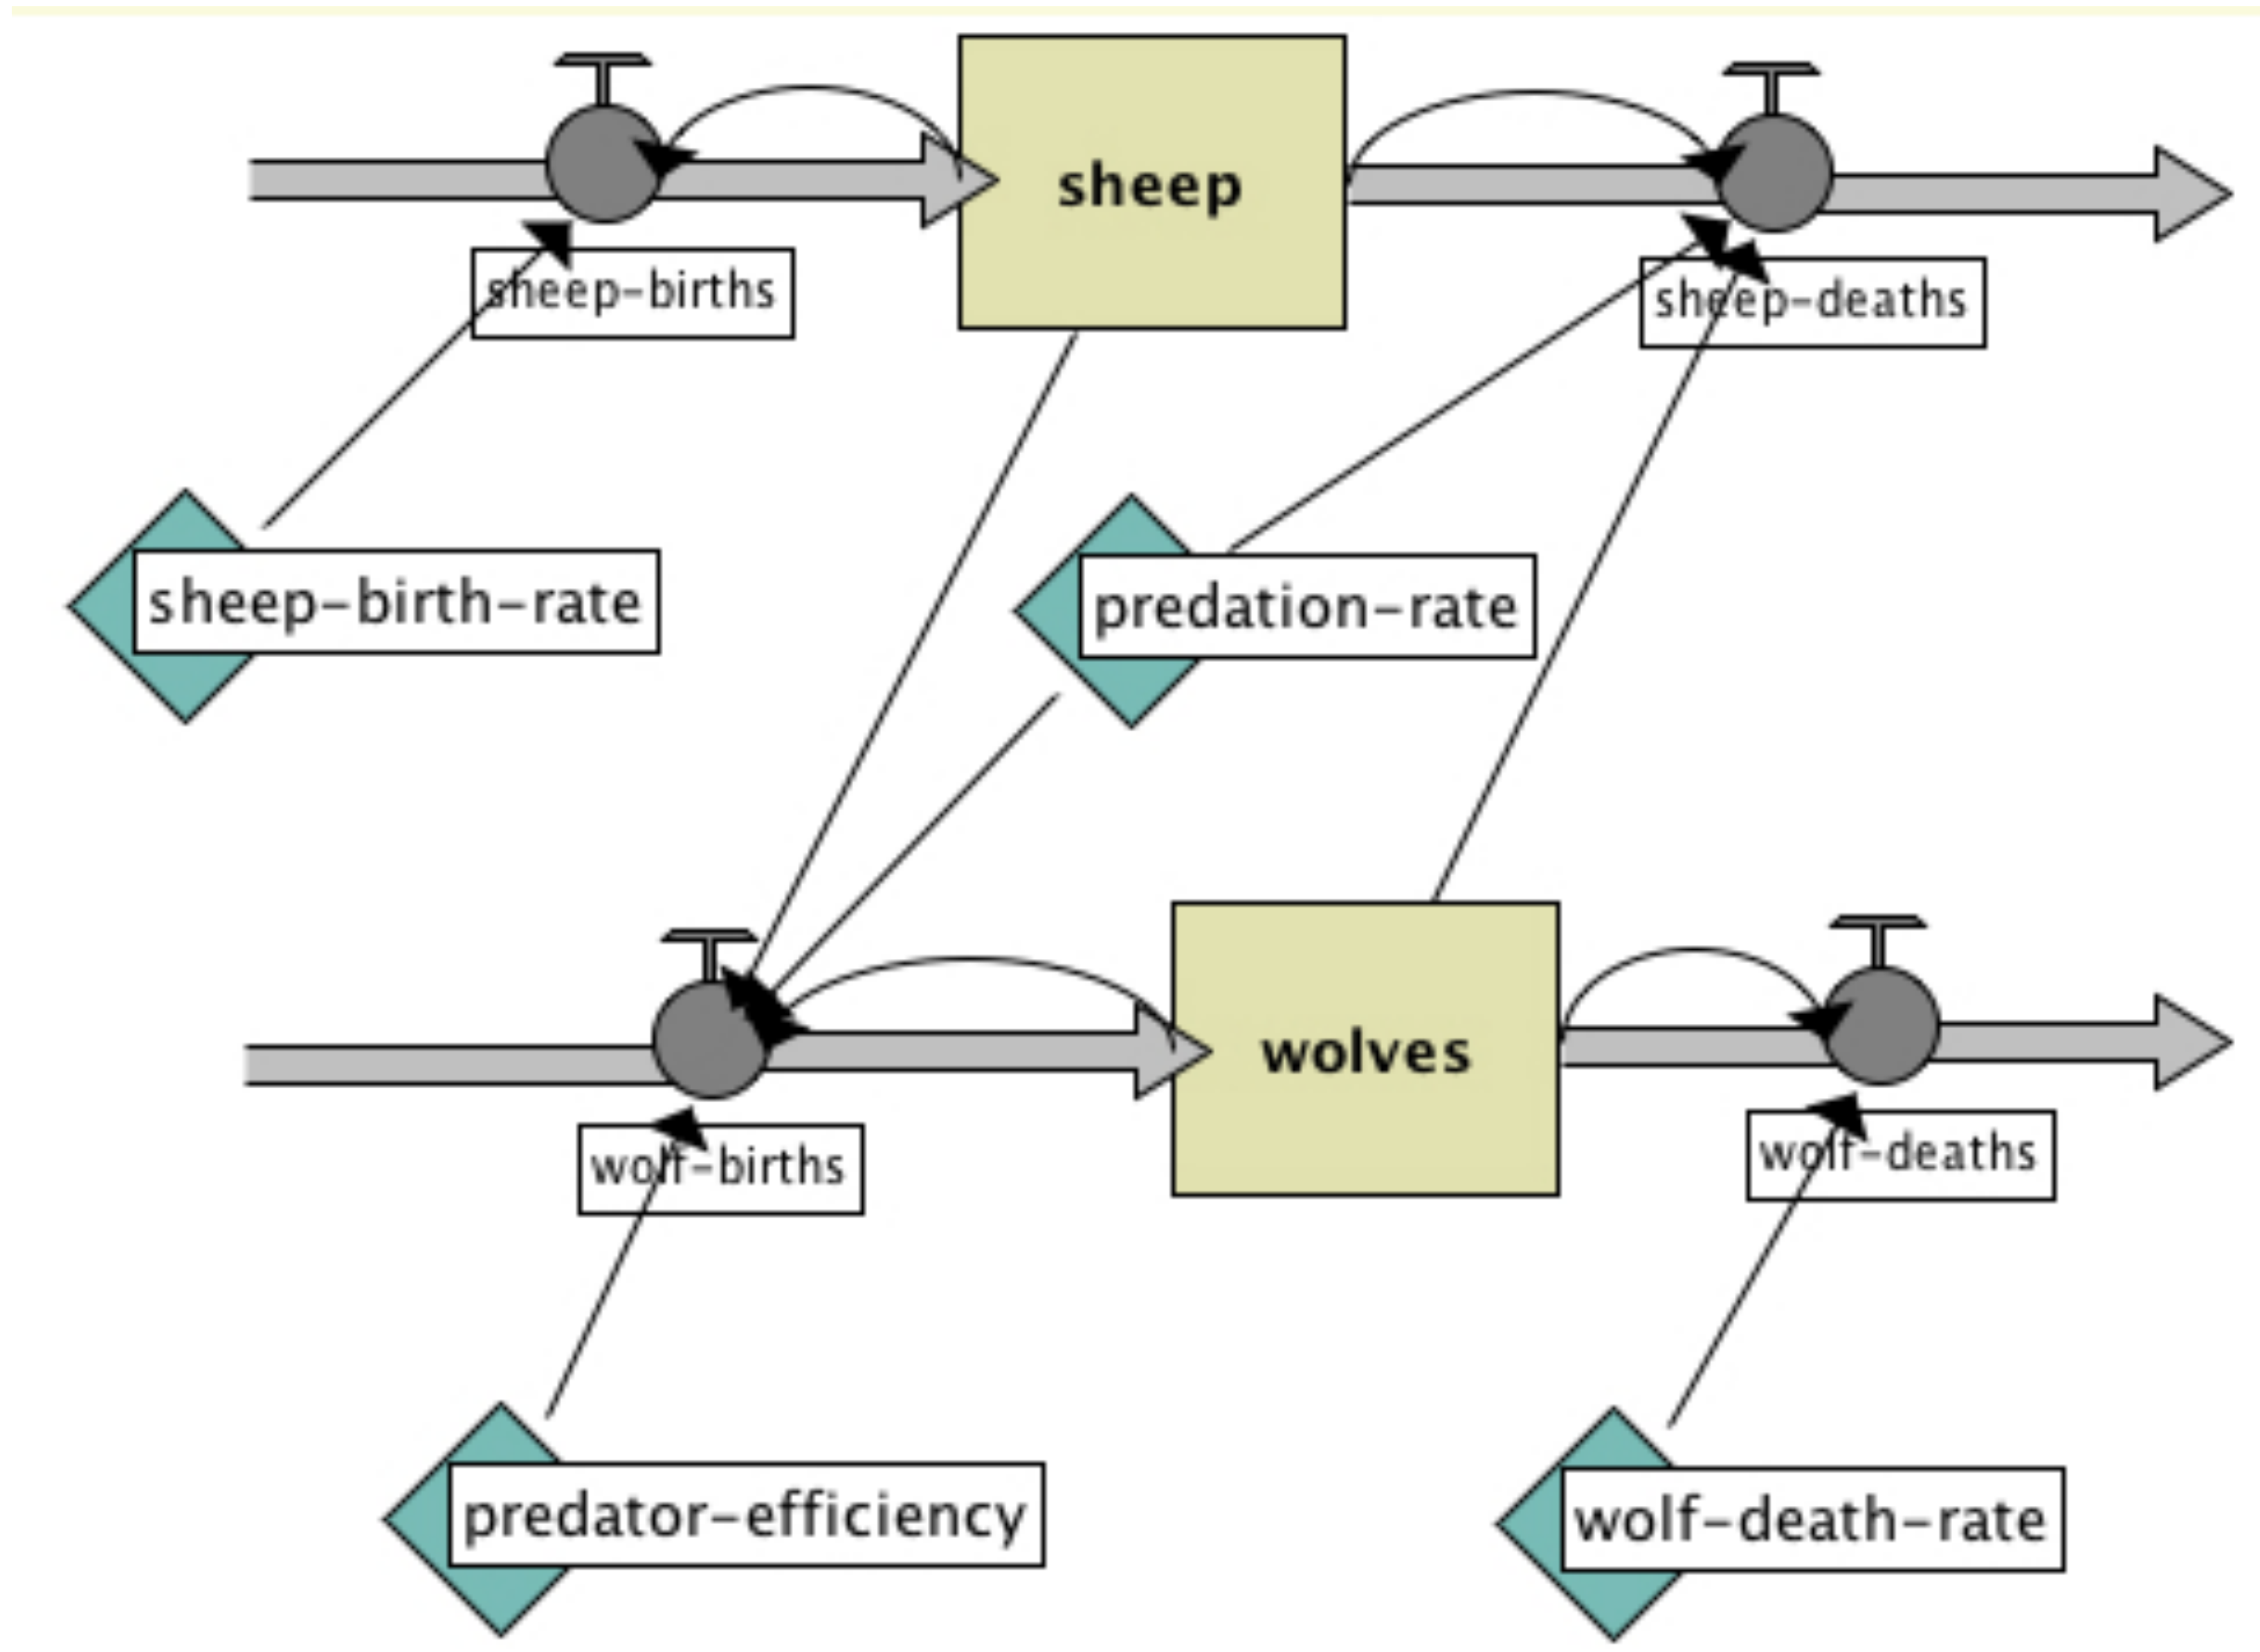 sheep
sheep-births
sheep-deaths
sheep-birth-rate
predation-rate
wolves
wolf-births
wolf-deaths
predator-efficiency
wolf-death-rate